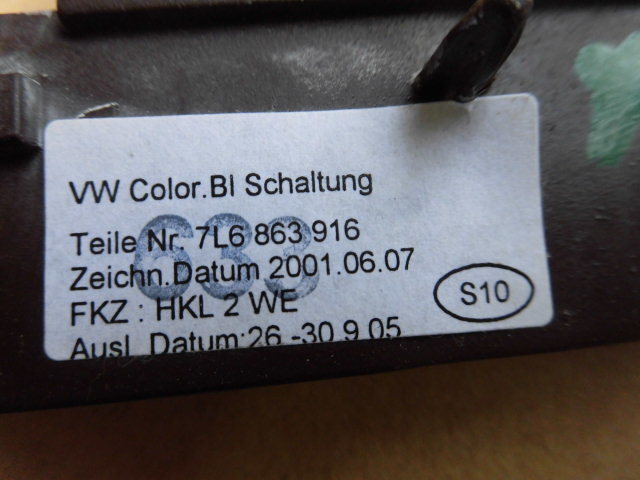 VW Color.Bl Schaltung
633
Teile Nr. 7L6 863 916
Zeichn.Datum 2001.06.07
FKZ : HKL 2 WE
S10
Ausl. Datum:26.-30.9.05